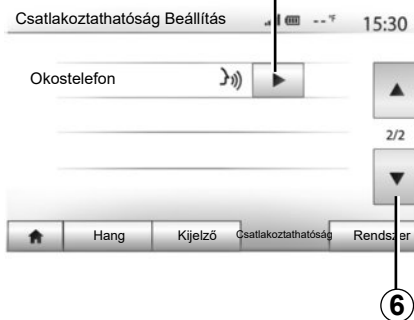 Csatlakoztathatóság Beállítás --°F 15:30
Okostelefon
2/2
Hang Kijelző Csatlakoztathatóság Rendszer
6